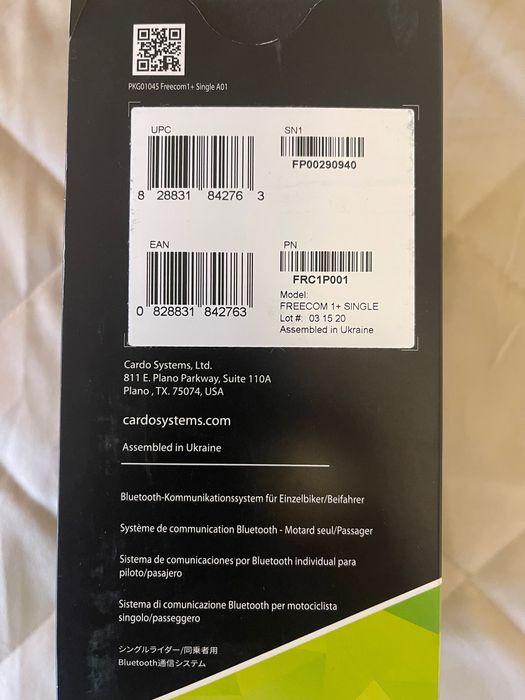 PKG01045 Freecom1+ Single A01
UPC
SN1
FP00290940
8 28831 84276 3
EAN
PN
0 828831 842763
FRC1P001
Model:
FREECOM 1+ SINGLE
Lot #: 03 15 20
Assembled in Ukraine
Cardo Systems, Ltd.
811 E. Plano Parkway, Suite 110A
Plano , TX. 75074, USA
cardosystems.com
Assembled in Ukraine
Bluetooth-Kommunikationssystem für Einzelbiker/Beifahrer
Système de communication Bluetooth - Motard seul/Passager
Sistema de comunicaciones por Bluetooth individual para
piloto/pasajero
Sistema di comunicazione Bluetooth per motociclista
singolo/passeggero
シングルライダー/同乗者用
Bluetooth通信システム